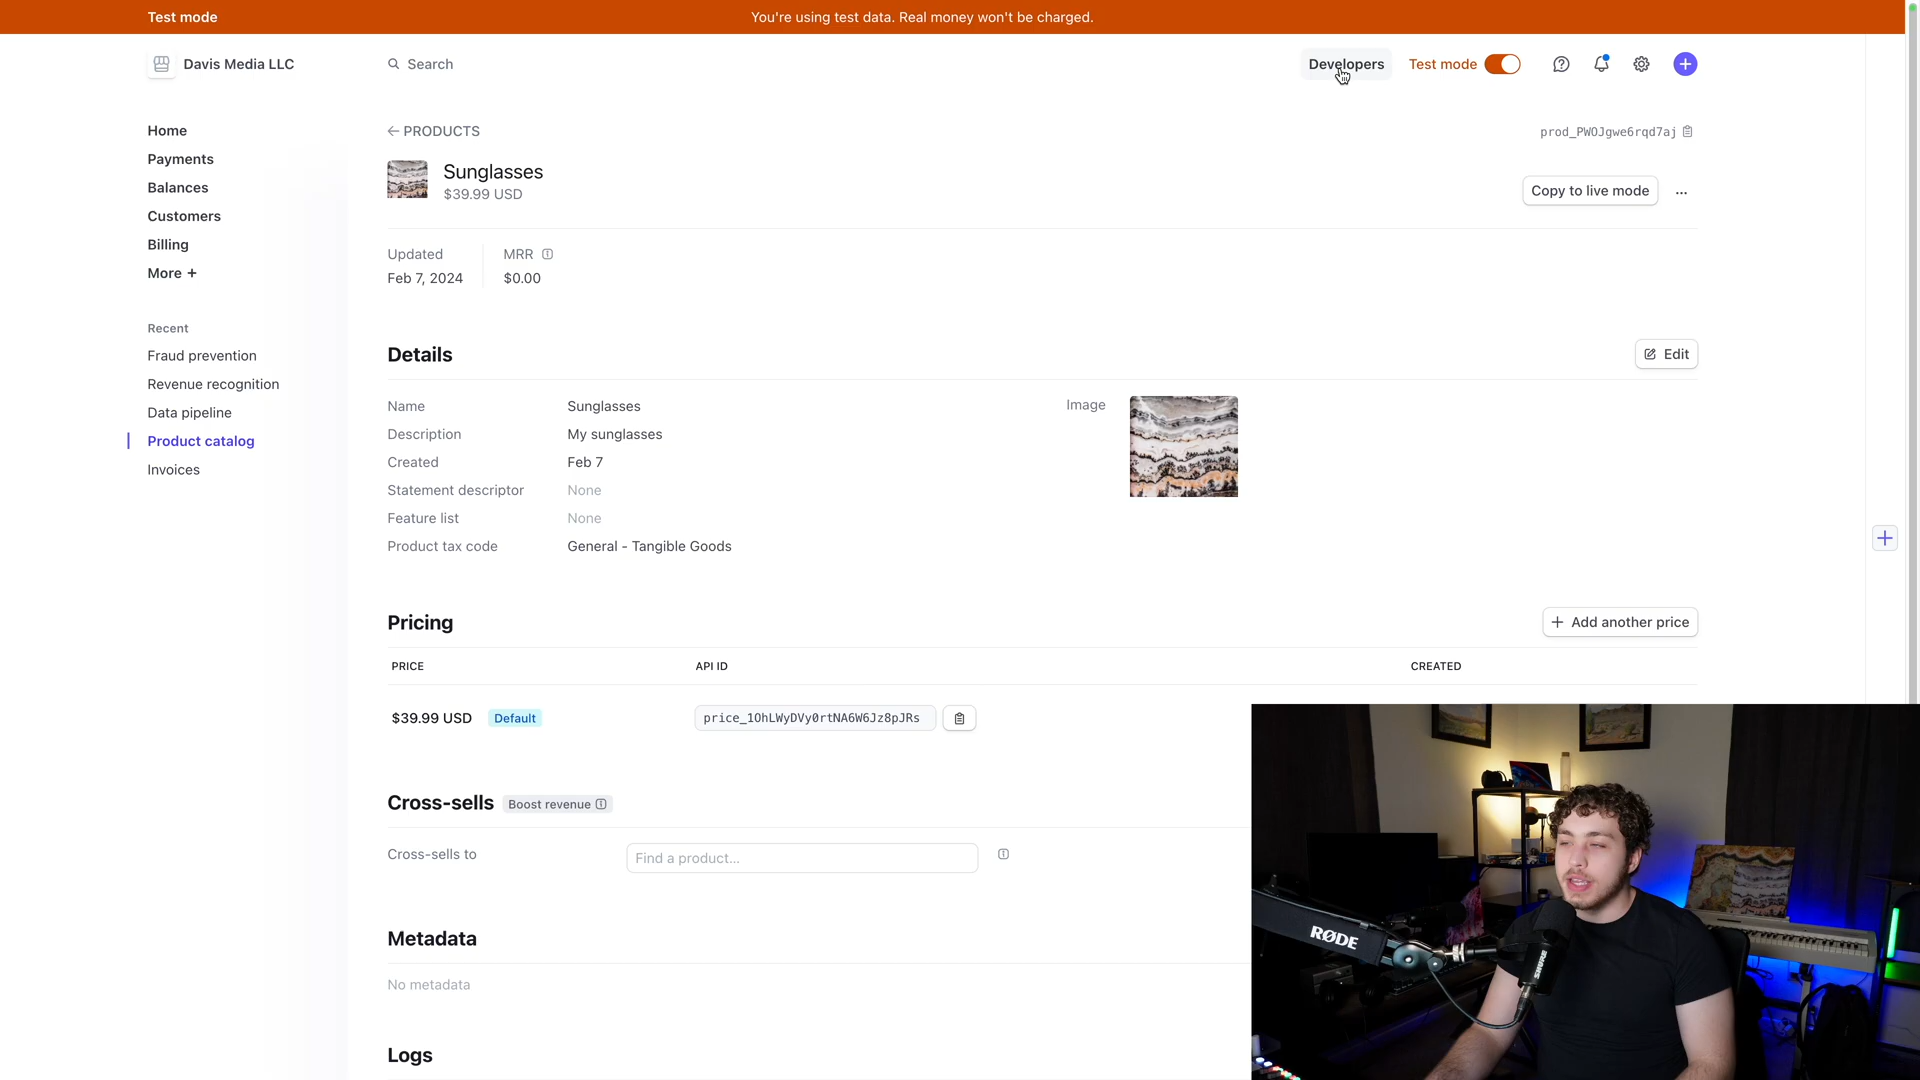 Test mode
You're using test data. Real money won't be charged.
Davis Media LLC
Search
Developers
Test mode
Home
Payments
Balances
Customers
Billing
More +
Recent
Fraud prevention
Revenue recognition
Data pipeline
Product catalog
Invoices
← PRODUCTS
prod_PWOJgwe6rqd7aj
Sunglasses
$39.99 USD
Copy to live mode
...
Updated
Feb 7, 2024
MRR
$0.00
Details
Edit
Name Sunglasses
Description My sunglasses
Created Feb 7
Statement descriptor None
Feature list None
Product tax code General - Tangible Goods
Image
Pricing
+ Add another price
PRICE API ID CREATED
$39.99 USD Default price_1OhLWyDVy0rtNA6W6Jz8pJRs
Cross-sells Boost revenue
Cross-sells to Find a product...
Metadata
No metadata
Logs
RØDE
SHURE